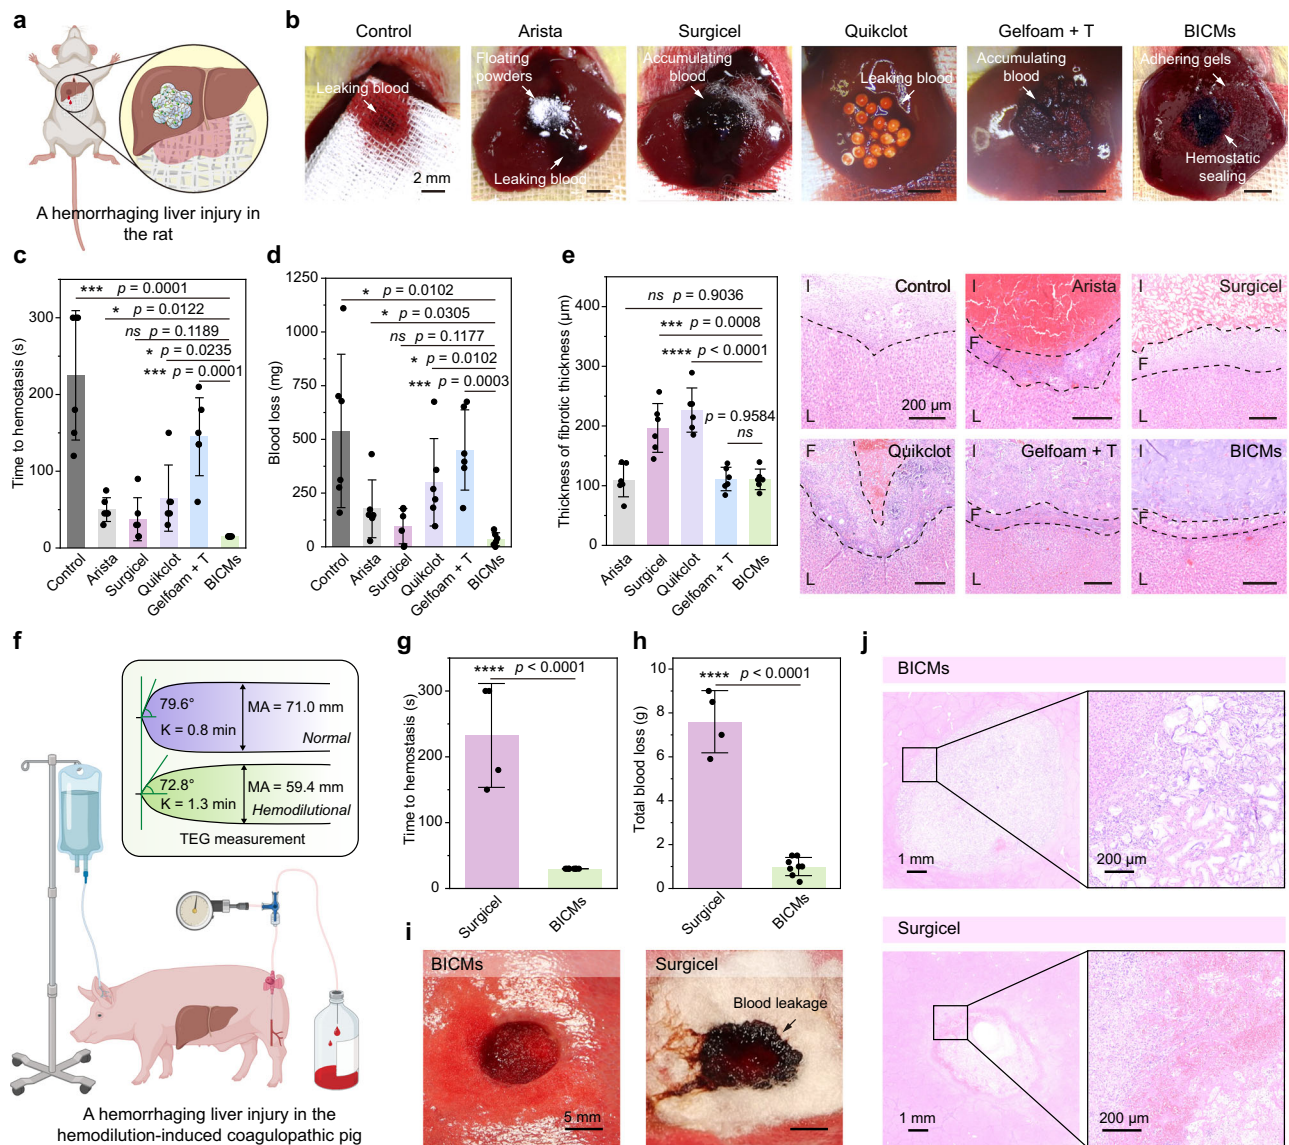 a
A hemorrhaging liver injury in
the rat
b
Control
Arista
Surgicel
Quikclot
Gelfoam + T
BICMs
Leaking blood
2 mm
Floating
powders
Leaking blood
Accumulating
blood
Leaking blood
Accumulating
blood
Adhering gels
Hemostatic
sealing
c
Time to hemostasis (s)
300
200
100
0
*** p = 0.0001
* p = 0.0122
ns p = 0.1189
* p = 0.0235
*** p = 0.0001
Control
Arista
Surgicel
Quikclot
Gelfoam + T
BICMs
d
Blood loss (mg)
1250
1000
750
500
250
0
* p = 0.0102
* p = 0.0305
ns p = 0.1177
* p = 0.0102
*** p = 0.0003
Control
Arista
Surgicel
Quikclot
Gelfoam + T
BICMs
e
Thickness of fibrotic thickness (µm)
400
300
200
100
0
ns p = 0.9036
*** p = 0.0008
**** p < 0.0001
p = 0.9584
ns
Arista
Surgicel
Quikclot
Gelfoam + T
BICMs
I
Control
200 µm
L
I
Arista
F
L
I
Surgicel
F
L
F
Quikclot
L
I
Gelfoam + T
F
L
I
BICMs
F
L
f
79.6°
K = 0.8 min
MA = 71.0 mm
Normal
72.8°
K = 1.3 min
MA = 59.4 mm
Hemodilutional
TEG measurement
A hemorrhaging liver injury in the
hemodilution-induced coagulopathic pig
g
Time to hemostasis (s)
300
200
100
0
**** p < 0.0001
Surgicel
BICMs
h
Total blood loss (g)
10
8
6
4
2
0
**** p < 0.0001
Surgicel
BICMs
i
BICMs
5 mm
Surgicel
Blood leakage
j
BICMs
1 mm
200 µm
Surgicel
1 mm
200 µm